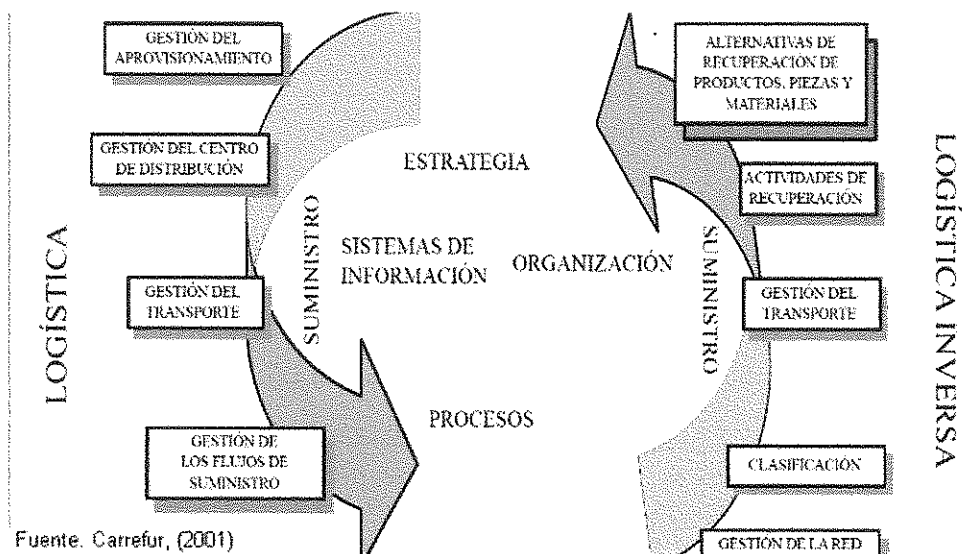 GESTIÓN DEL
APROVISIONAMIENTO
GESTIÓN DEL CENTRO
DE DISTRIBUCIÓN
GESTIÓN DEL
TRANSPORTE
GESTIÓN DE
LOS FLUJOS DE
SUMINISTRO
LOGÍSTICA
SUMINISTRO
ESTRATEGIA
SISTEMAS DE
INFORMACIÓN
ORGANIZACIÓN
PROCESOS
SUMINISTRO
ALTERNATIVAS DE
RECUPERACIÓN DE
PRODUCTOS, PIEZAS Y
MATERIALES
ACTIVIDADES DE
RECUPERACIÓN
GESTIÓN DEL
TRANSPORTE
CLASIFICACIÓN
GESTIÓN DE LA RED
LOGÍSTICA INVERSA
Fuente. Carrefur, (2001)